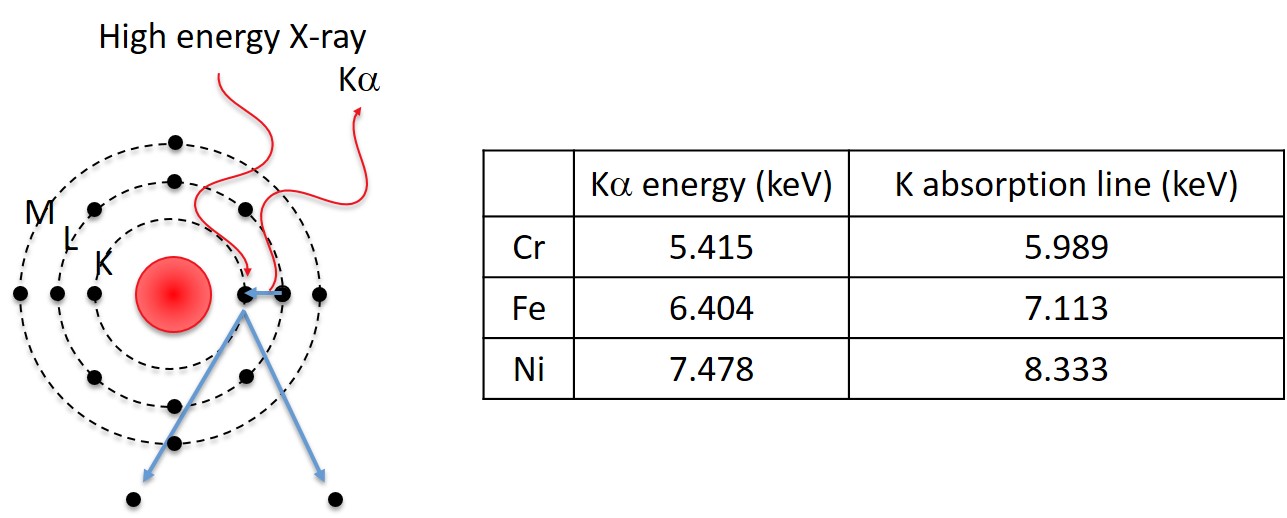 High energy X-ray
Kα
M
L
K
Kα energy (keV) K absorption line (keV)
Cr 5.415 5.989
Fe 6.404 7.113
Ni 7.478 8.333